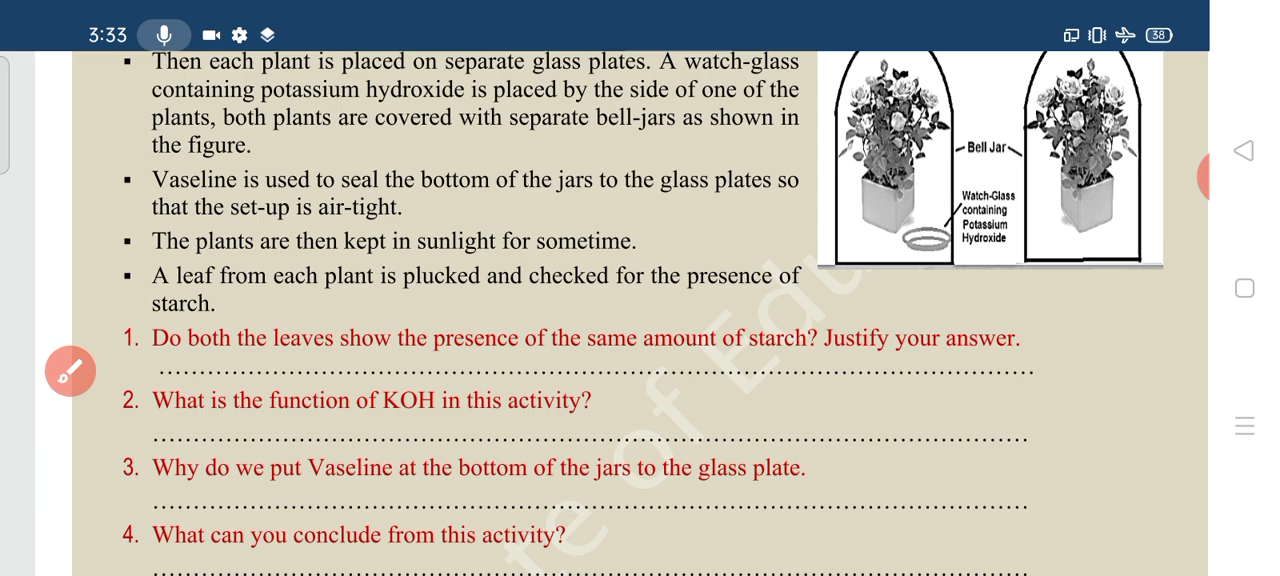 3:33
38
▪ Then each plant is placed on separate glass plates. A watch-glass
containing potassium hydroxide is placed by the side of one of the
plants, both plants are covered with separate bell-jars as shown in
the figure.
▪ Vaseline is used to seal the bottom of the jars to the glass plates so
that the set-up is air-tight.
▪ The plants are then kept in sunlight for sometime.
▪ A leaf from each plant is plucked and checked for the presence of
starch.
Bell Jar
Watch-Glass
containing
Potassium
Hydroxide
1. Do both the leaves show the presence of the same amount of starch? Justify your answer.
................................................................................
2. What is the function of KOH in this activity?
................................................................................
3. Why do we put Vaseline at the bottom of the jars to the glass plate.
................................................................................
4. What can you conclude from this activity?
................................................................................
te of Edu